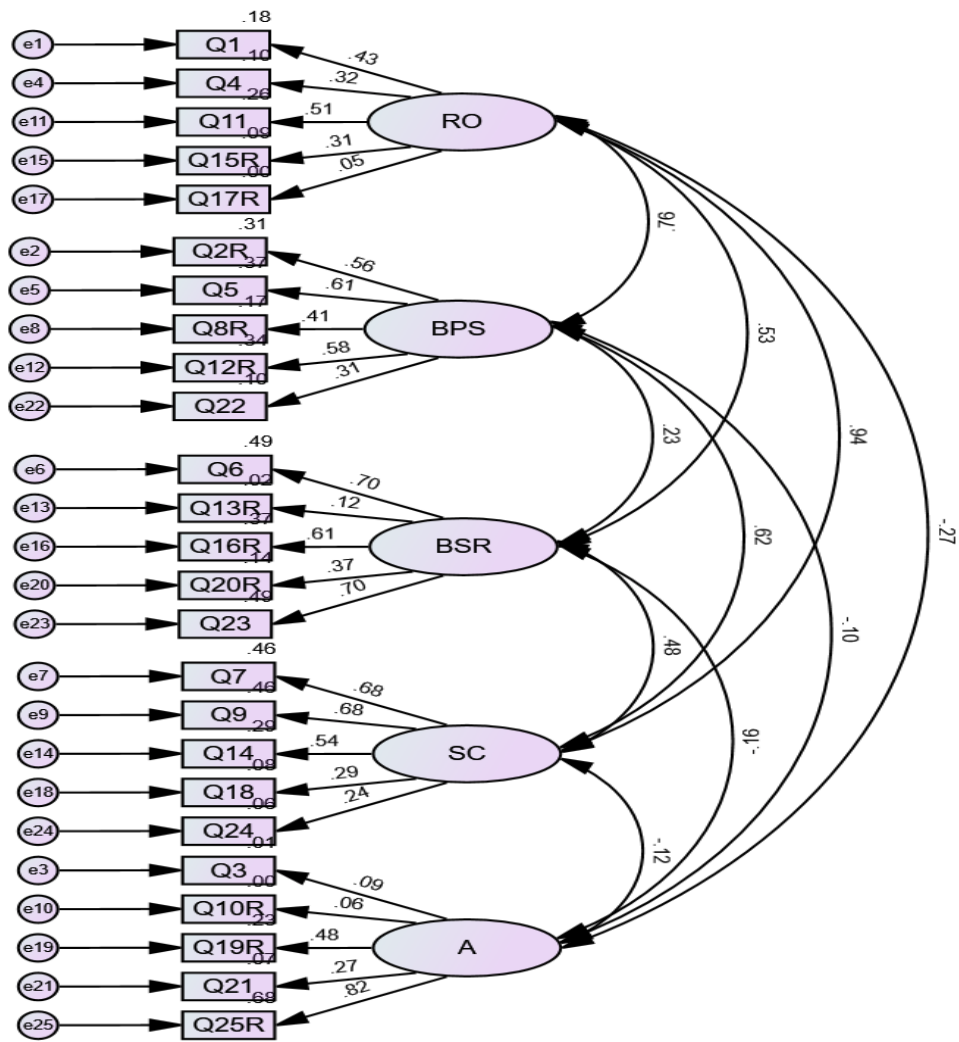 .18
e1 Q1 .43
.10
e4 Q4 .32
.26
e11 Q11 .51 RO
.09
e15 Q15R .31
.00
e17 Q17R .05
.31
e2 Q2R .56
.37
e5 Q5 .61
.17
e8 Q8R .41 BPS
.34
e12 Q12R .58
.10
e22 Q22 .31
.49
e6 Q6 .70
.02
e13 Q13R .12
.37
e16 Q16R .61 BSR
.14
e20 Q20R .37
.49
e23 Q23 .70
.46
e7 Q7 .68
.46
e9 Q9 .68
.29
e14 Q14 .54 SC
.08
e18 Q18 .29
.06
e24 Q24 .24
.01
e3 Q3 .09
.00
e10 Q10R .06
.23
e19 Q19R .48 A
.07
e21 Q21 .27
.68
e25 Q25R .82
.76
.53
.94
-.27
.23
.62
-.10
.48
-.16
-.12